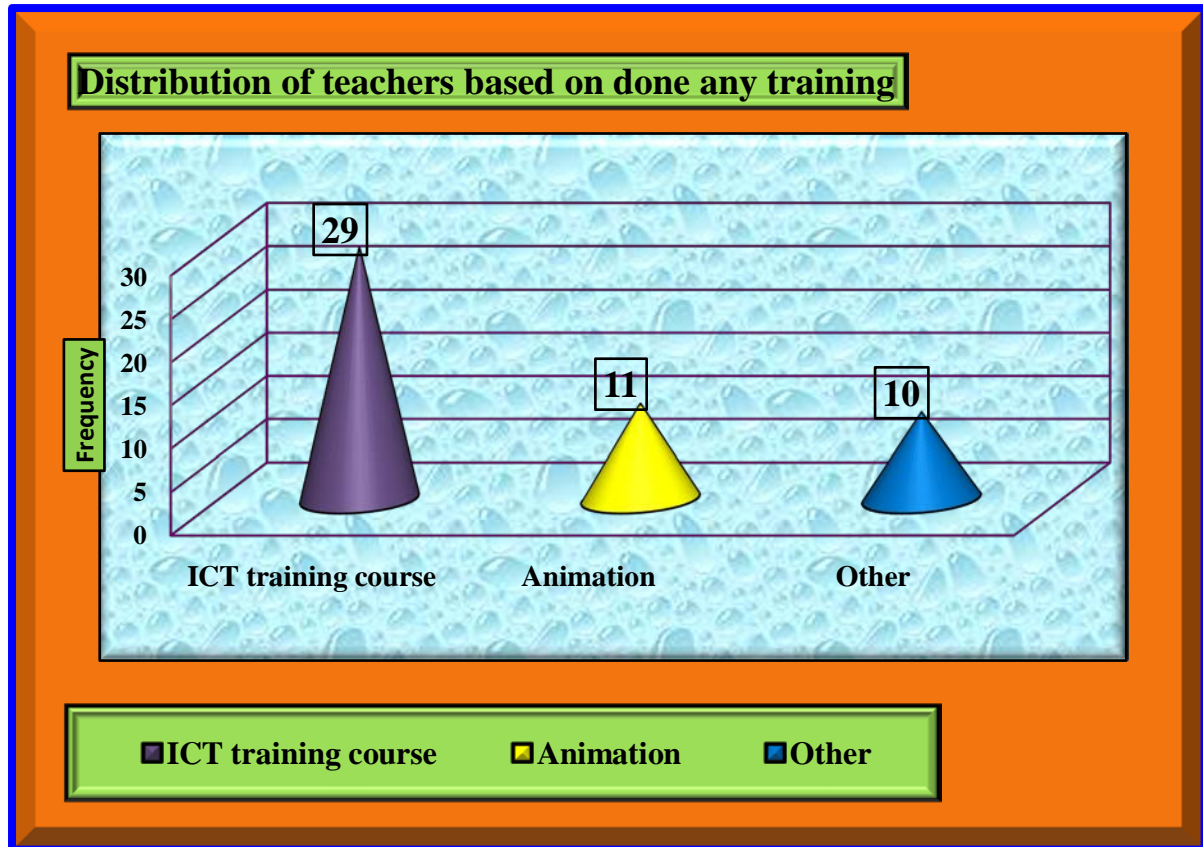 Distribution of teachers based on done any training
29
11
10
30
25
20
15
10
5
0
Frequency
ICT training course Animation Other
ICT training course Animation Other